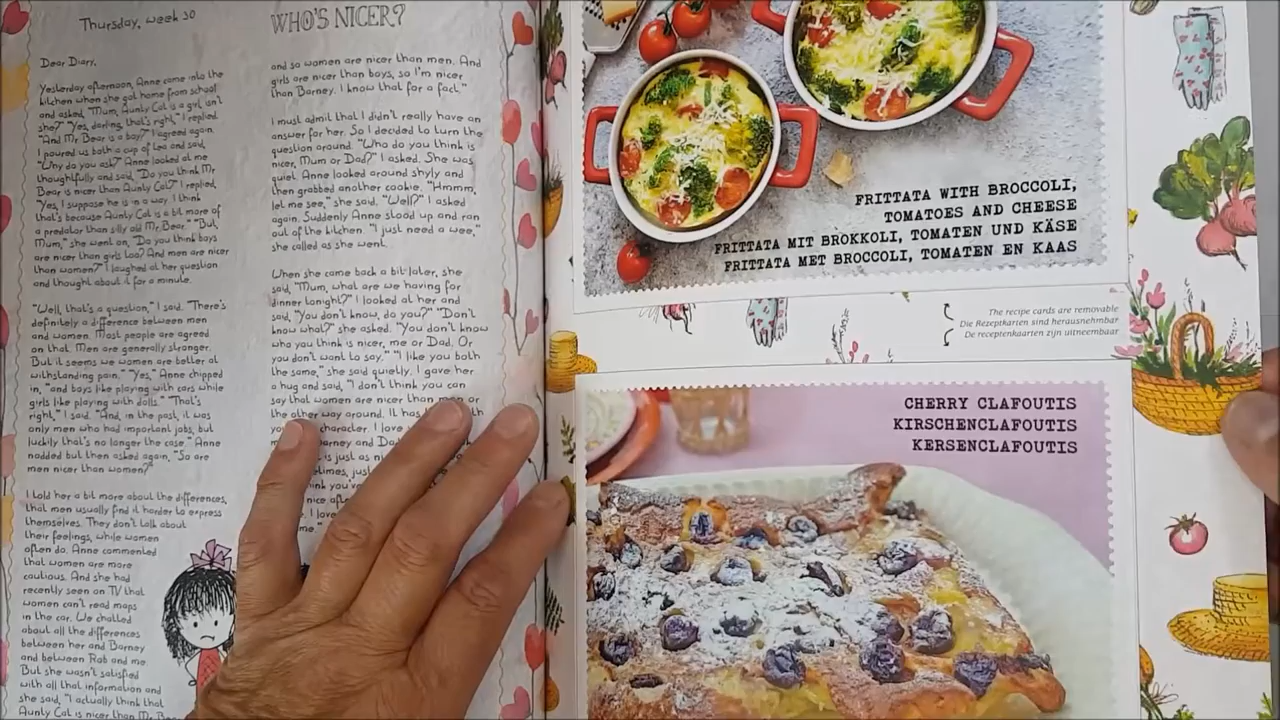 Thursday, week 30
Dear Diary,
Yesterday afternoon, Anne came into the
kitchen when she got home from school
and asked, "Mum, Aunty Cat is a girl, isn't
she?" "Yes, darling, that's right," I replied.
"And Mr Bear is a boy?" I agreed again.
I poured us both a cup of tea and said,
"Why do you ask?" Anne looked at me
thoughtfully and said, "Do you think Mr
Bear is nicer than Aunty Cat?" I replied,
"Yes, I suppose he is in a way. I think
that's because Aunty Cat is a bit more of
a predator than silly old Mr Bear." "But,
Mum," she went on, "Do you think boys
are nicer than girls too? And men are nicer
than women?" I laughed at her question
and thought about it for a minute.
"Well, that's a question," I said. "There's
definitely a difference between men
and women. Most people are agreed
on that. Men are generally stronger.
But it seems we women are better at
withstanding pain." "Yes," Anne chipped
in, "and boys like playing with cars while
girls like playing with dolls." "That's
right," I said. "And, in the past, it was
only men who had important jobs, but
luckily that's no longer the case." Anne
nodded but then asked again, "So are
men nicer than women?"
I told her a bit more about the differences,
that men usually find it harder to express
themselves. They don't talk about
their feelings, while women
often do. Anne commented
that women are more
cautious. And she had
recently seen on TV that
women can't read maps
in the car. We chatted
about all the differences
between her and Barney
and between Rob and me.
But she wasn't satisfied
with all that information and
she said, "I actually think that
Aunty Cat is nicer than Mr Bear
WHO'S NICER?
and so women are nicer than men. And
girls are nicer than boys, so I'm nicer
than Barney. I know that for a fact."
I must admit that I didn't really have an
answer for her. So I decided to turn the
question around. "Who do you think is
nicer, Mum or Dad?" I asked. She was
quiet. Anne looked around shyly and
then grabbed another cookie. "Hmmm,
let me see," she said. "Well?" I asked
again. Suddenly Anne stood up and ran
out of the kitchen. "I just need a wee,"
she called as she went.
When she came back a bit later, she
said, "Mum, what are we having for
dinner tonight?" I looked at her and
said, "You don't know, do you?" "Don't
know what?" she asked. "You don't know
who you think is nicer, me or Dad. Or
you don't want to say." "I like you both
the same," she said quietly. I gave her
a hug and said, "I don't think you can
say that women are nicer than men or
the other way around. It has
character. I love
Barney and Dad
is just as
just
think you
nice
I love
me."
FRITTATA WITH BROCCOLI,
TOMATOES AND CHEESE
FRITTATA MIT BROKKOLI, TOMATEN UND KÄSE
FRITTATA MET BROCCOLI, TOMATEN EN KAAS
The recipe cards are removable
Die Rezeptkarten sind herausnehmbar
De receptenkaarten zijn uitneembaar
CHERRY CLAFOUTIS
KIRSCHENCLAFOUTIS
KERSENCLAFOUTIS